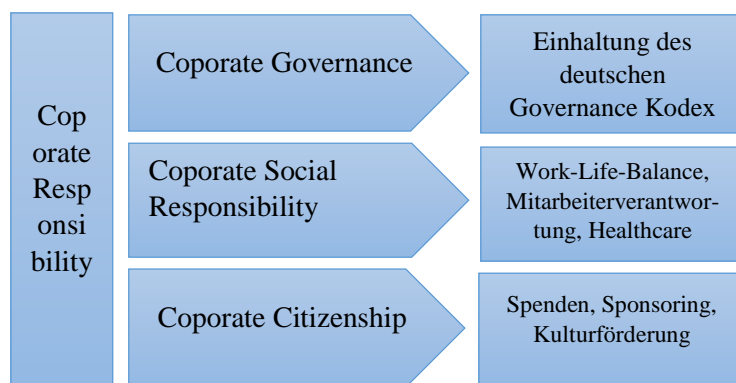 Cop
orate
Resp
onsi
bility
Coporate Governance
Einhaltung des
deutschen
Governance Kodex
Coporate Social
Responsibility
Work-Life-Balance,
Mitarbeiterverantwor-
tung, Healthcare
Coporate Citizenship
Spenden, Sponsoring,
Kulturförderung